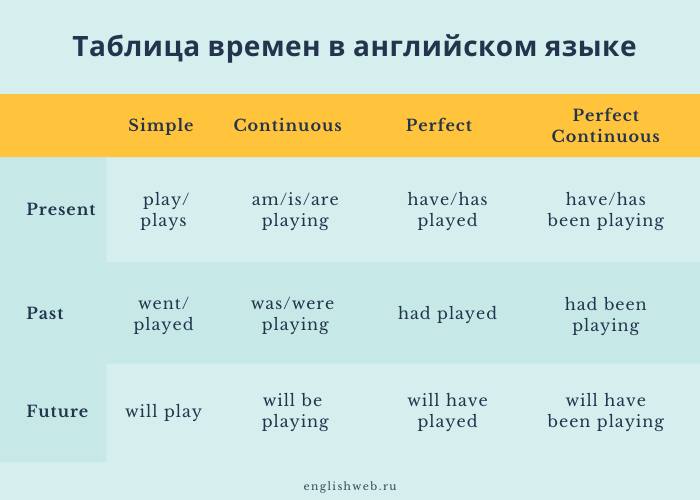 Таблица времен в английском языке
Simple Continuous Perfect Perfect Continuous
Present play/ plays am/is/are playing have/has played have/has been playing
Past went/ played was/were playing had played had been playing
Future will play will be playing will have played will have been playing
englishweb.ru